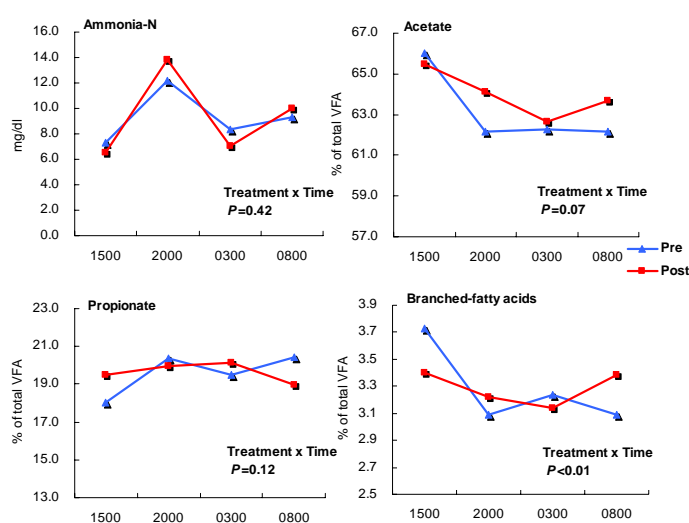 Ammonia-N
16.0
14.0
12.0
10.0
8.0
6.0
4.0
2.0
0.0
mg/dl
Treatment x Time
P=0.42
1500 2000 0300 0800
Acetate
67.0
65.0
63.0
61.0
59.0
57.0
% of total VFA
Treatment x Time
P=0.07
1500 2000 0300 0800
Pre
Post
Propionate
23.0
21.0
19.0
17.0
15.0
13.0
% of total VFA
Treatment x Time
P=0.12
1500 2000 0300 0800
Branched-fatty acids
3.9
3.7
3.5
3.3
3.1
2.9
2.7
2.5
% of total VFA
Treatment x Time
P<0.01
1500 2000 0300 0800